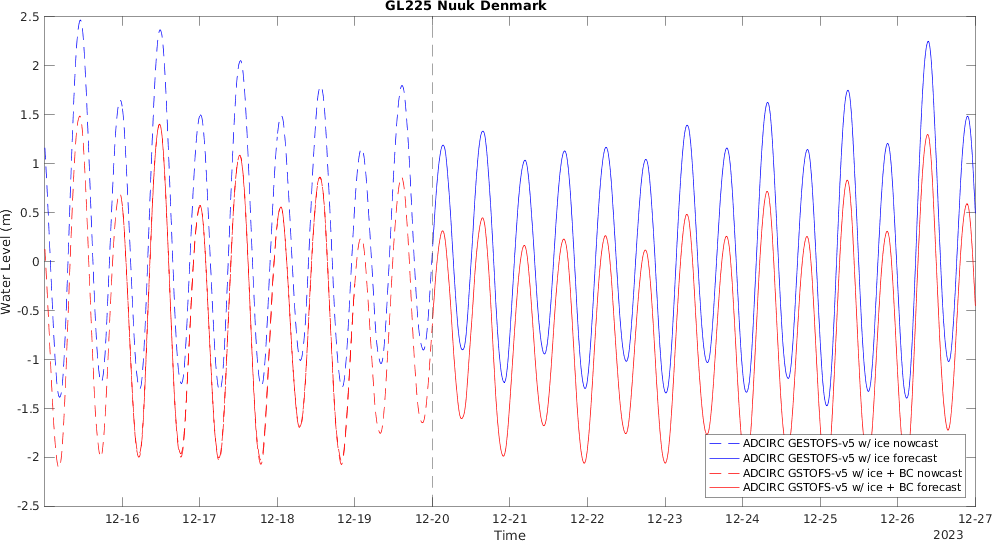 GL225 Nuuk Denmark
2.5
2
1.5
1
0.5
0
-0.5
-1
-1.5
-2
-2.5
Water Level (m)
ADCIRC GESTOFS-v5 w/ ice nowcast
ADCIRC GESTOFS-v5 w/ ice forecast
ADCIRC GSTOFS-v5 w/ ice + BC nowcast
ADCIRC GSTOFS-v5 w/ ice + BC forecast
12-16 12-17 12-18 12-19 12-20 12-21 12-22 12-23 12-24 12-25 12-26 12-27
Time
2023